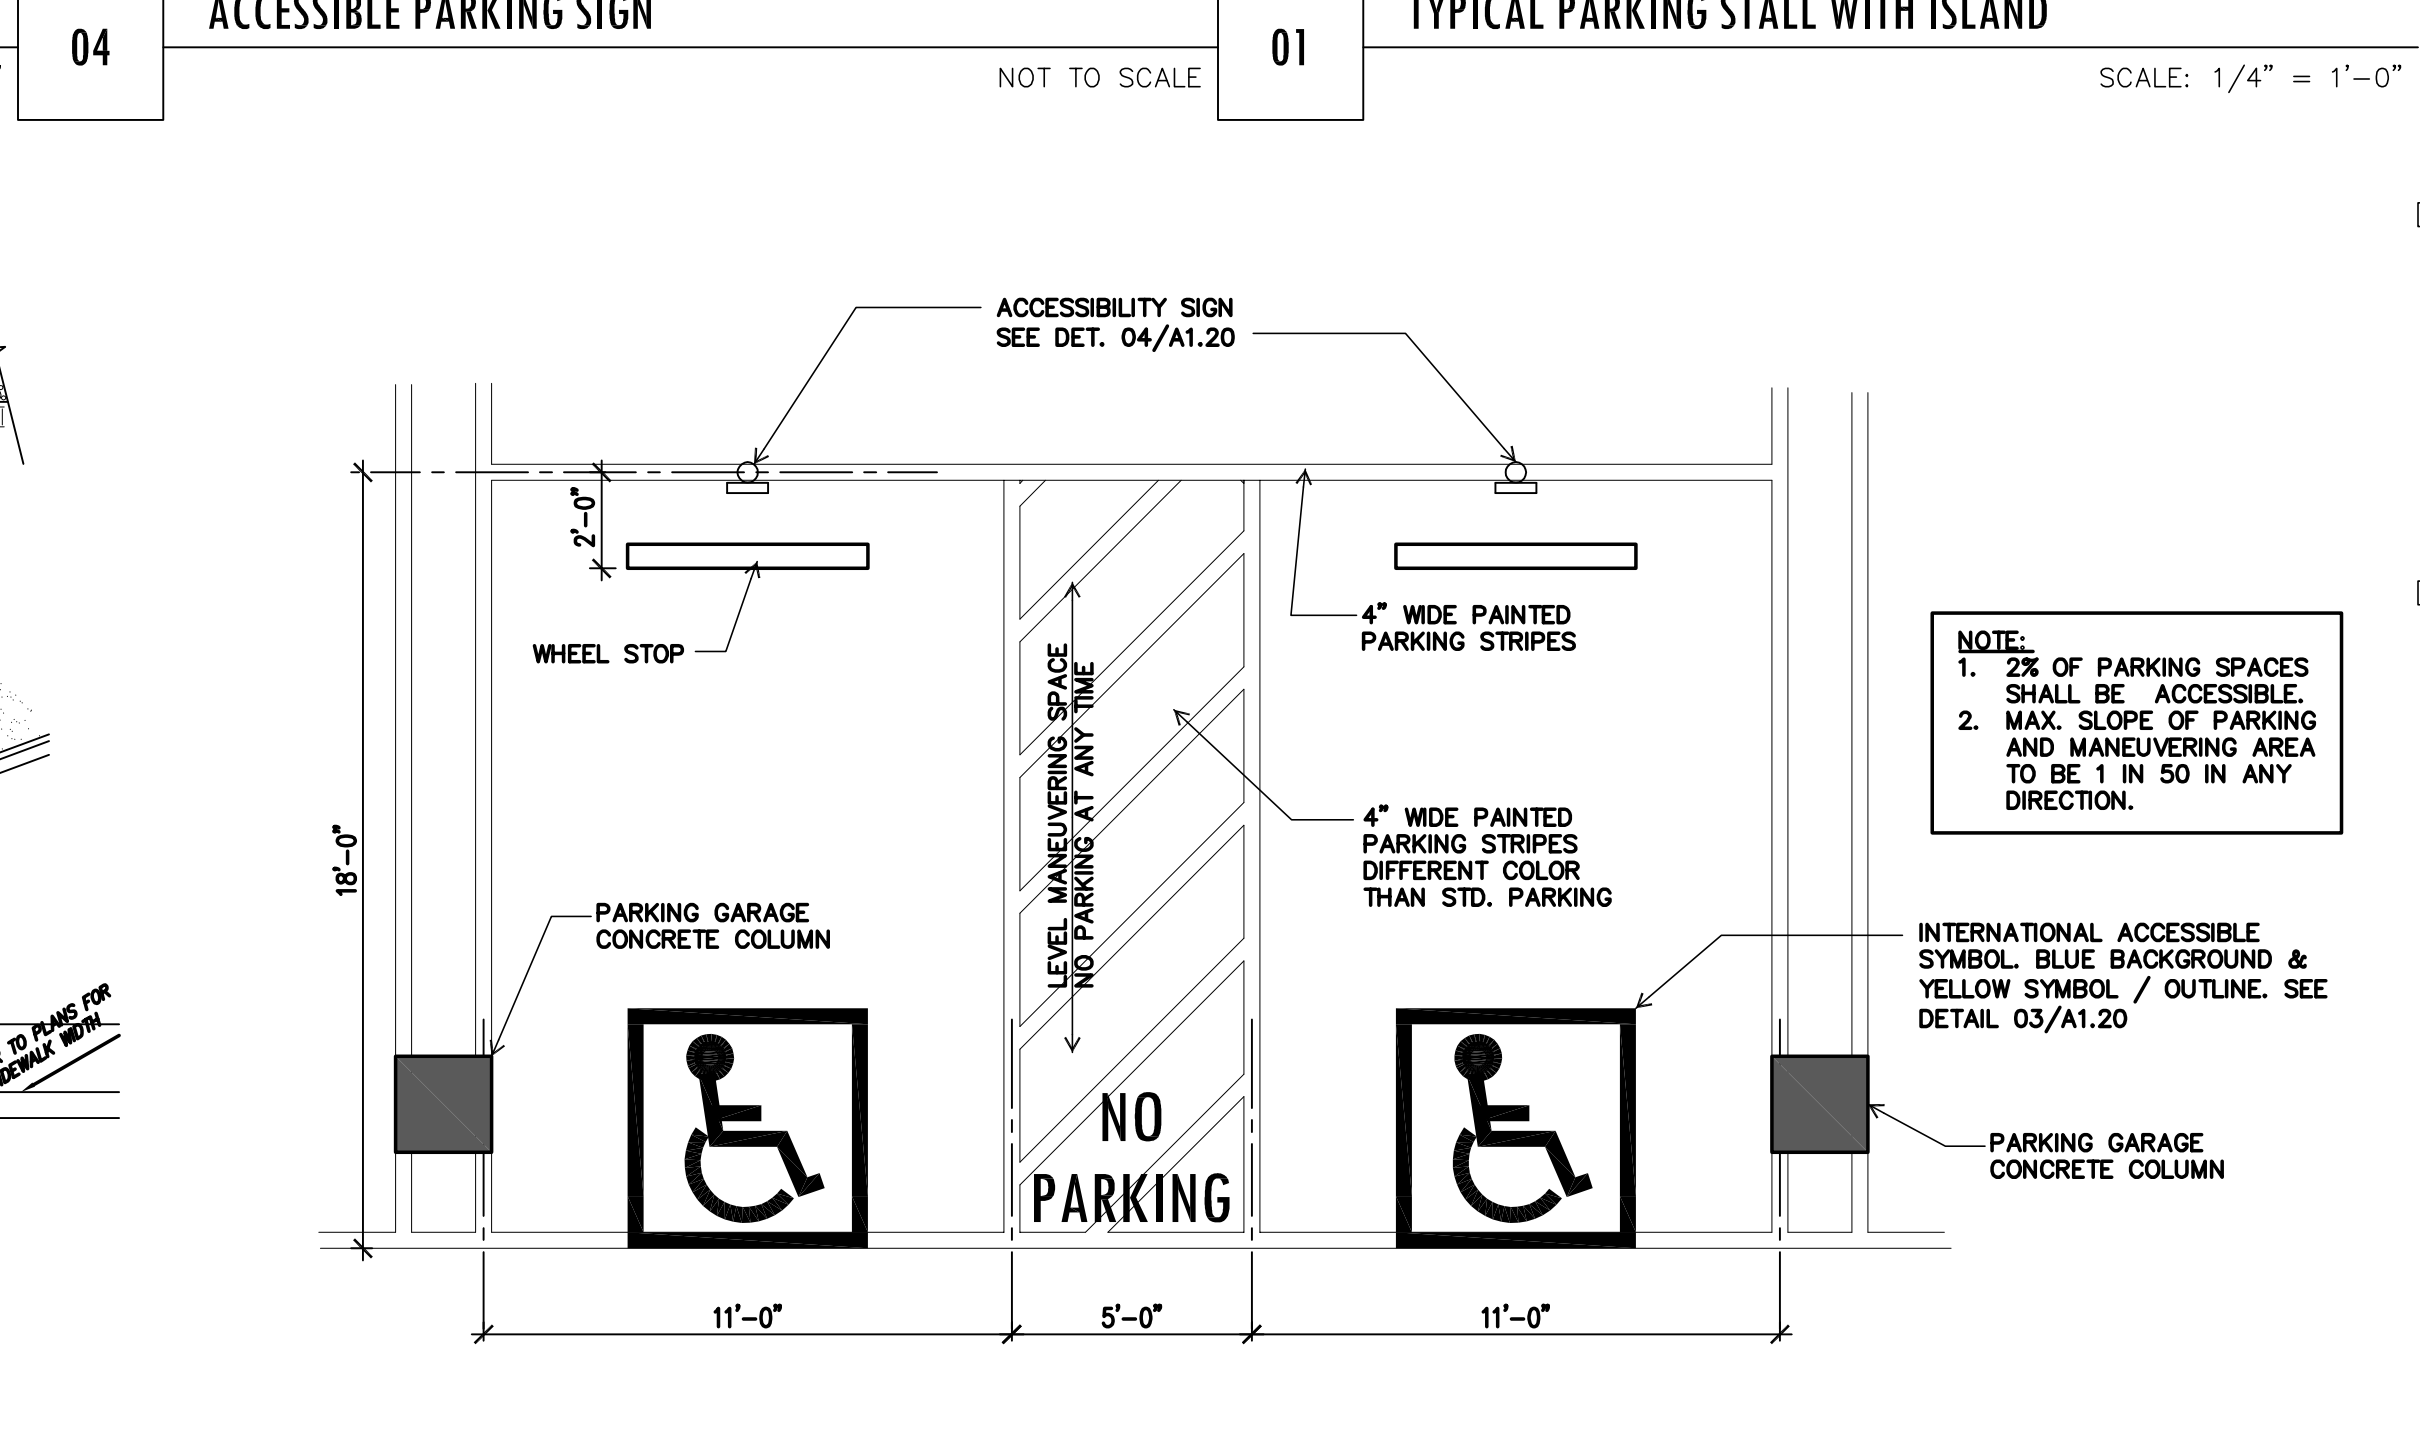 04
ACCESSIBLE PARKING SIGN
NOT TO SCALE
01
TYPICAL PARKING STALL WITH ISLAND
SCALE: 1/4" = 1'-0"
ACCESSIBILITY SIGN
SEE DET. 04/A1.20
2'-0"
WHEEL STOP
4" WIDE PAINTED
PARKING STRIPES
NOTE:
1. 2% OF PARKING SPACES
SHALL BE ACCESSIBLE.
2. MAX. SLOPE OF PARKING
AND MANEUVERING AREA
TO BE 1 IN 50 IN ANY
DIRECTION.
LEVEL MANEUVERING SPACE
NO PARKING AT ANY TIME
18'-0"
4" WIDE PAINTED
PARKING STRIPES
DIFFERENT COLOR
THAN STD. PARKING
PARKING GARAGE
CONCRETE COLUMN
INTERNATIONAL ACCESSIBLE
SYMBOL. BLUE BACKGROUND &
YELLOW SYMBOL / OUTLINE. SEE
DETAIL 03/A1.20
TO PLANS FOR
WIDTH
NO
PARKING
PARKING GARAGE
CONCRETE COLUMN
11'-0"
5'-0"
11'-0"